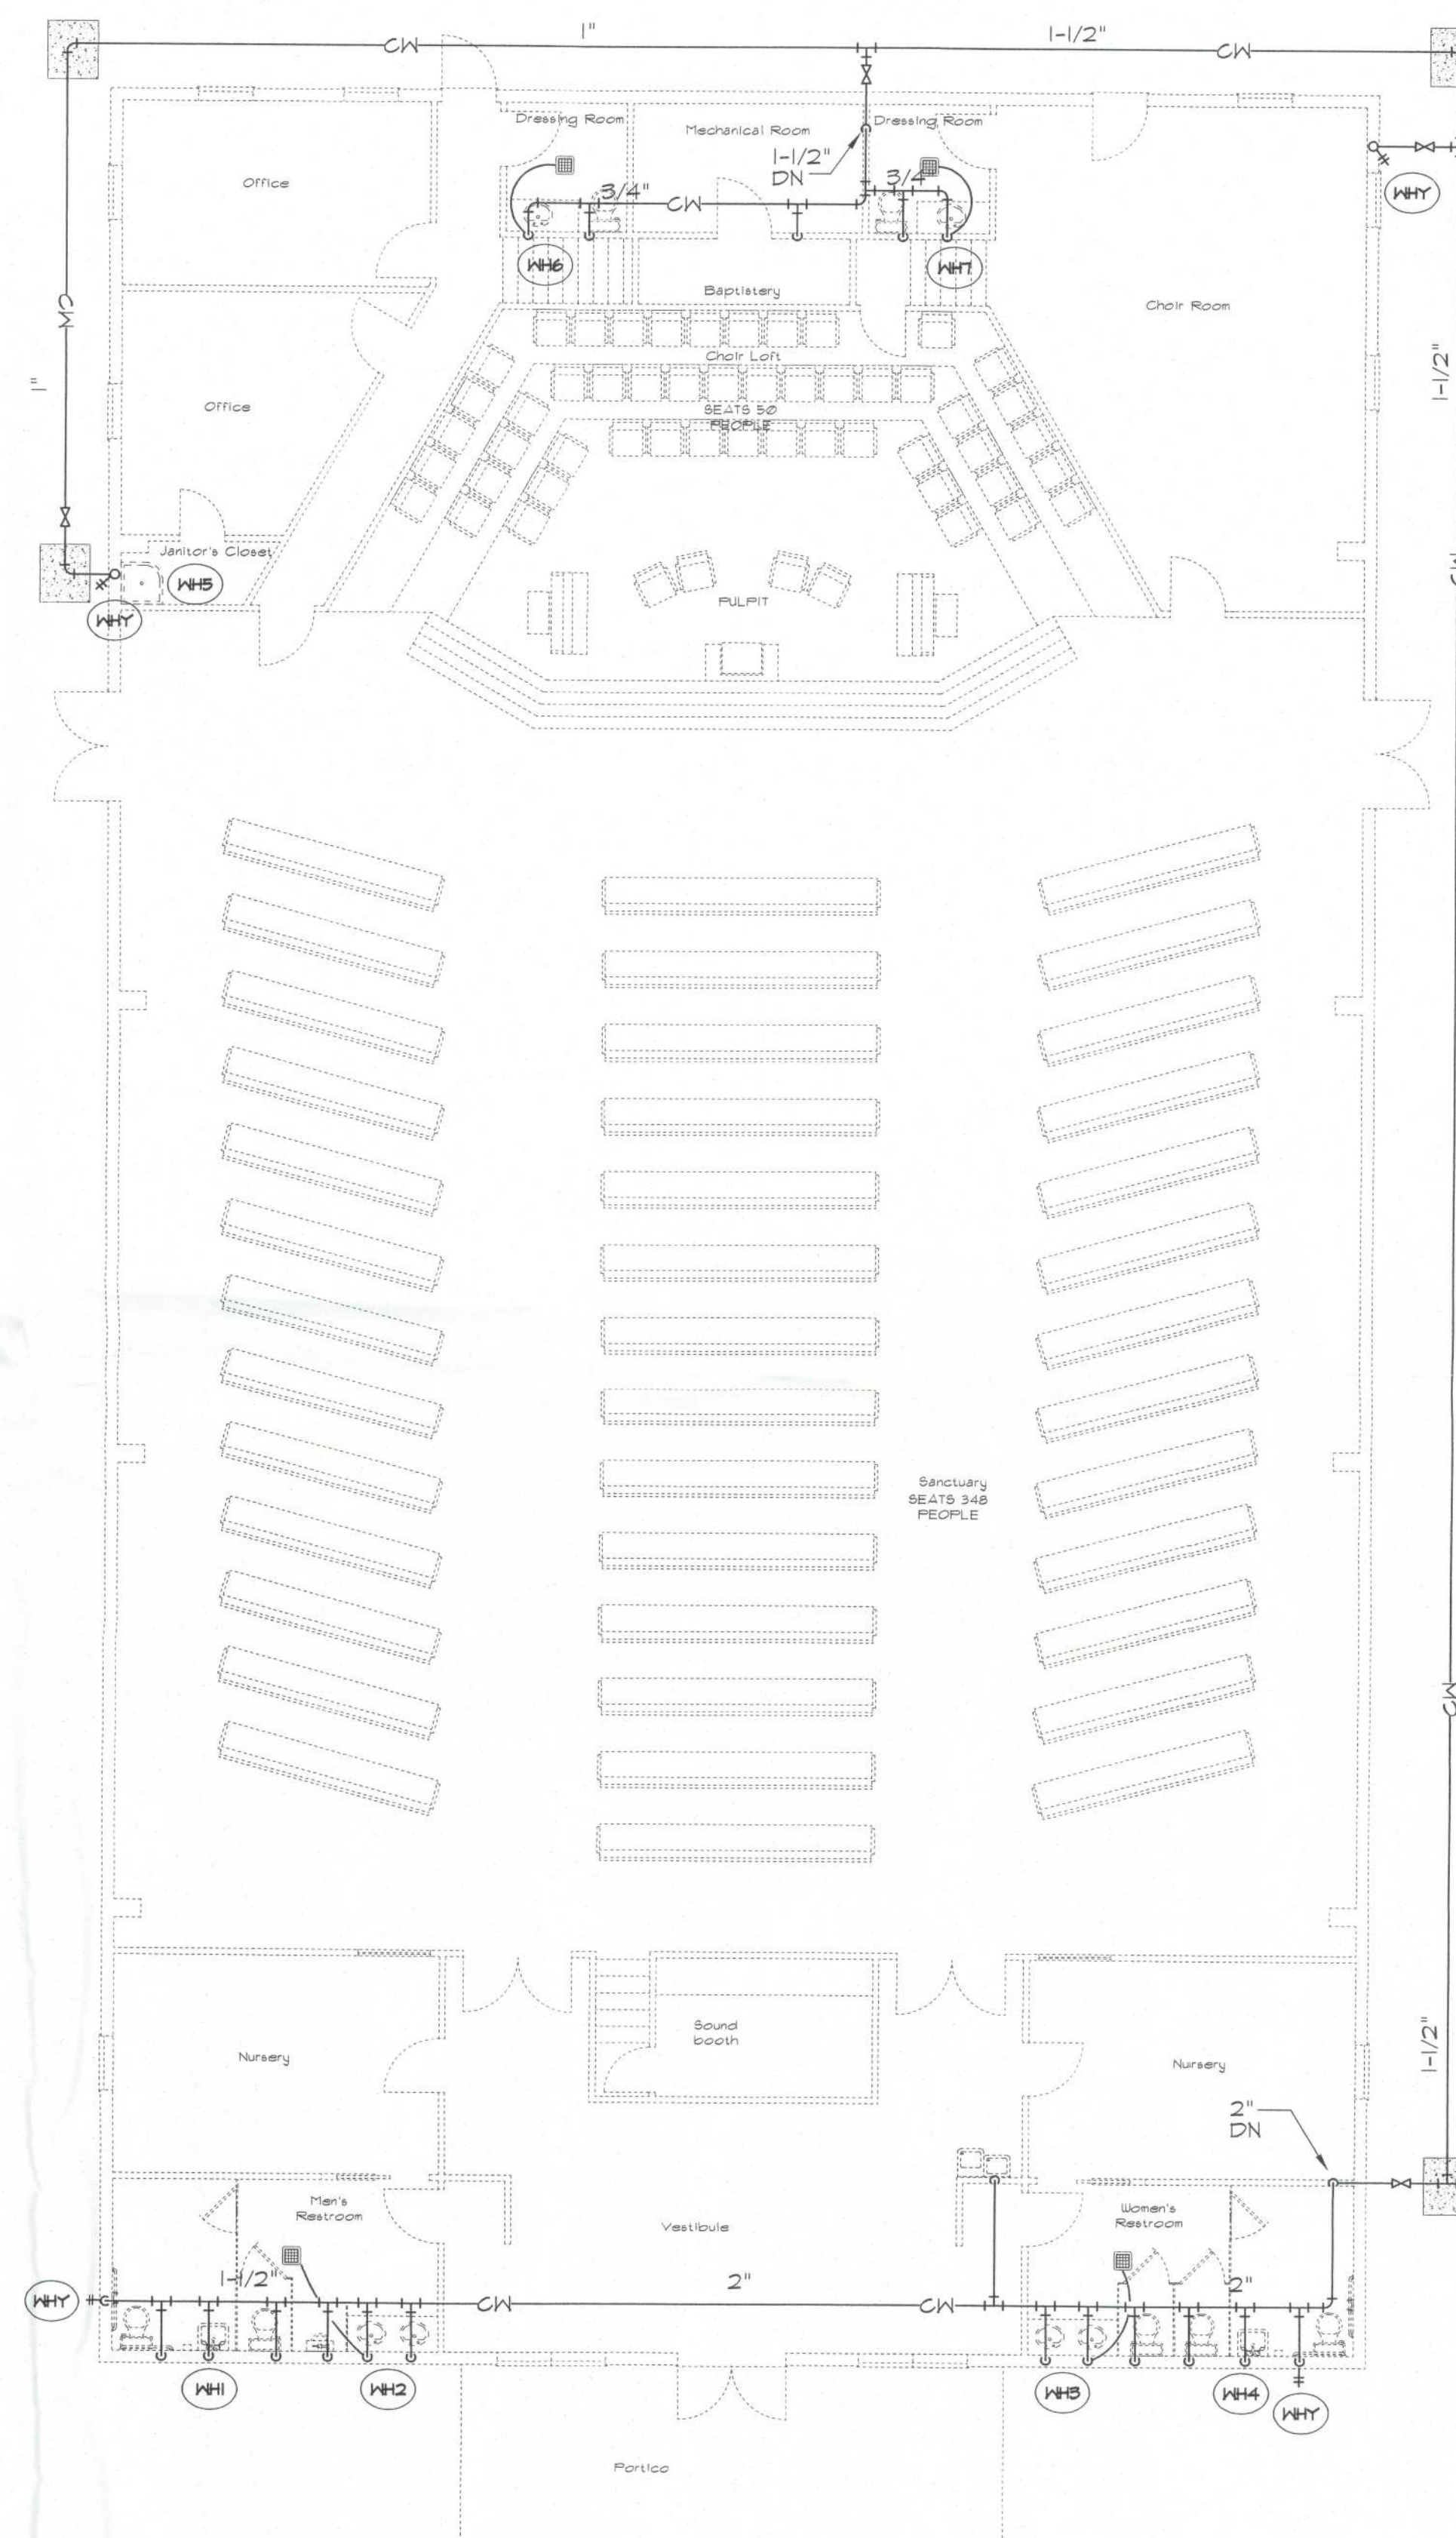 1"
1-1/2"
CW
CW
Dressing Room
Mechanical Room
Dressing Room
1-1/2"
DN
Office
3/4"
CW
3/4"
WHY
WH6
WH7
Baptistery
Choir Room
CW
1"
Choir Loft
1-1/2"
Office
SEATS 50
PEOPLE
Janitor's Closet
WH5
WHY
CW
PULPIT
Sanctuary
SEATS 348
PEOPLE
CW
Sound
booth
Nursery
Nursery
1-1/2"
2"
DN
Men's
Restroom
Women's
Restroom
Vestibule
1-1/2"
2"
2"
WHY
CW
CW
WH1
WH2
WH3
WH4
WHY
Portico